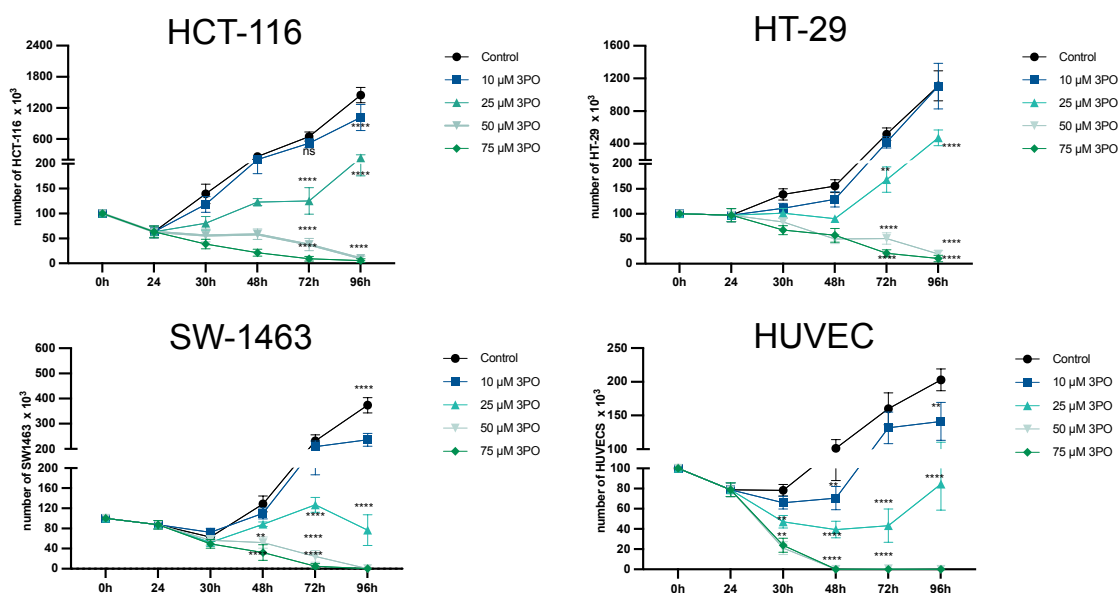 HCT-116
number of HCT-116 x 10³
2400
1800
1200
600
200
150
100
50
0
0h 24 30h 48h 72h 96h
ns
****
****
****
****
****
Control
10 µM 3PO
25 µM 3PO
50 µM 3PO
75 µM 3PO
HT-29
number of HT-29 x 10³
1600
1200
800
400
200
150
100
50
0
0h 24 30h 48h 72h 96h
**
****
****
****
****
****
Control
10 µM 3PO
25 µM 3PO
50 µM 3PO
75 µM 3PO
SW-1463
number of SW1463 x 10³
600
500
400
300
200
160
120
80
40
0
0h 24 30h 48h 72h 96h
****
****
****
**
****
****
****
Control
10 µM 3PO
25 µM 3PO
50 µM 3PO
75 µM 3PO
HUVEC
number of HUVECS x 10³
250
200
150
100
100
80
60
40
20
0
0h 24 30h 48h 72h 96h
**
**
****
****
**
**
****
****
****
Control
10 µM 3PO
25 µM 3PO
50 µM 3PO
75 µM 3PO